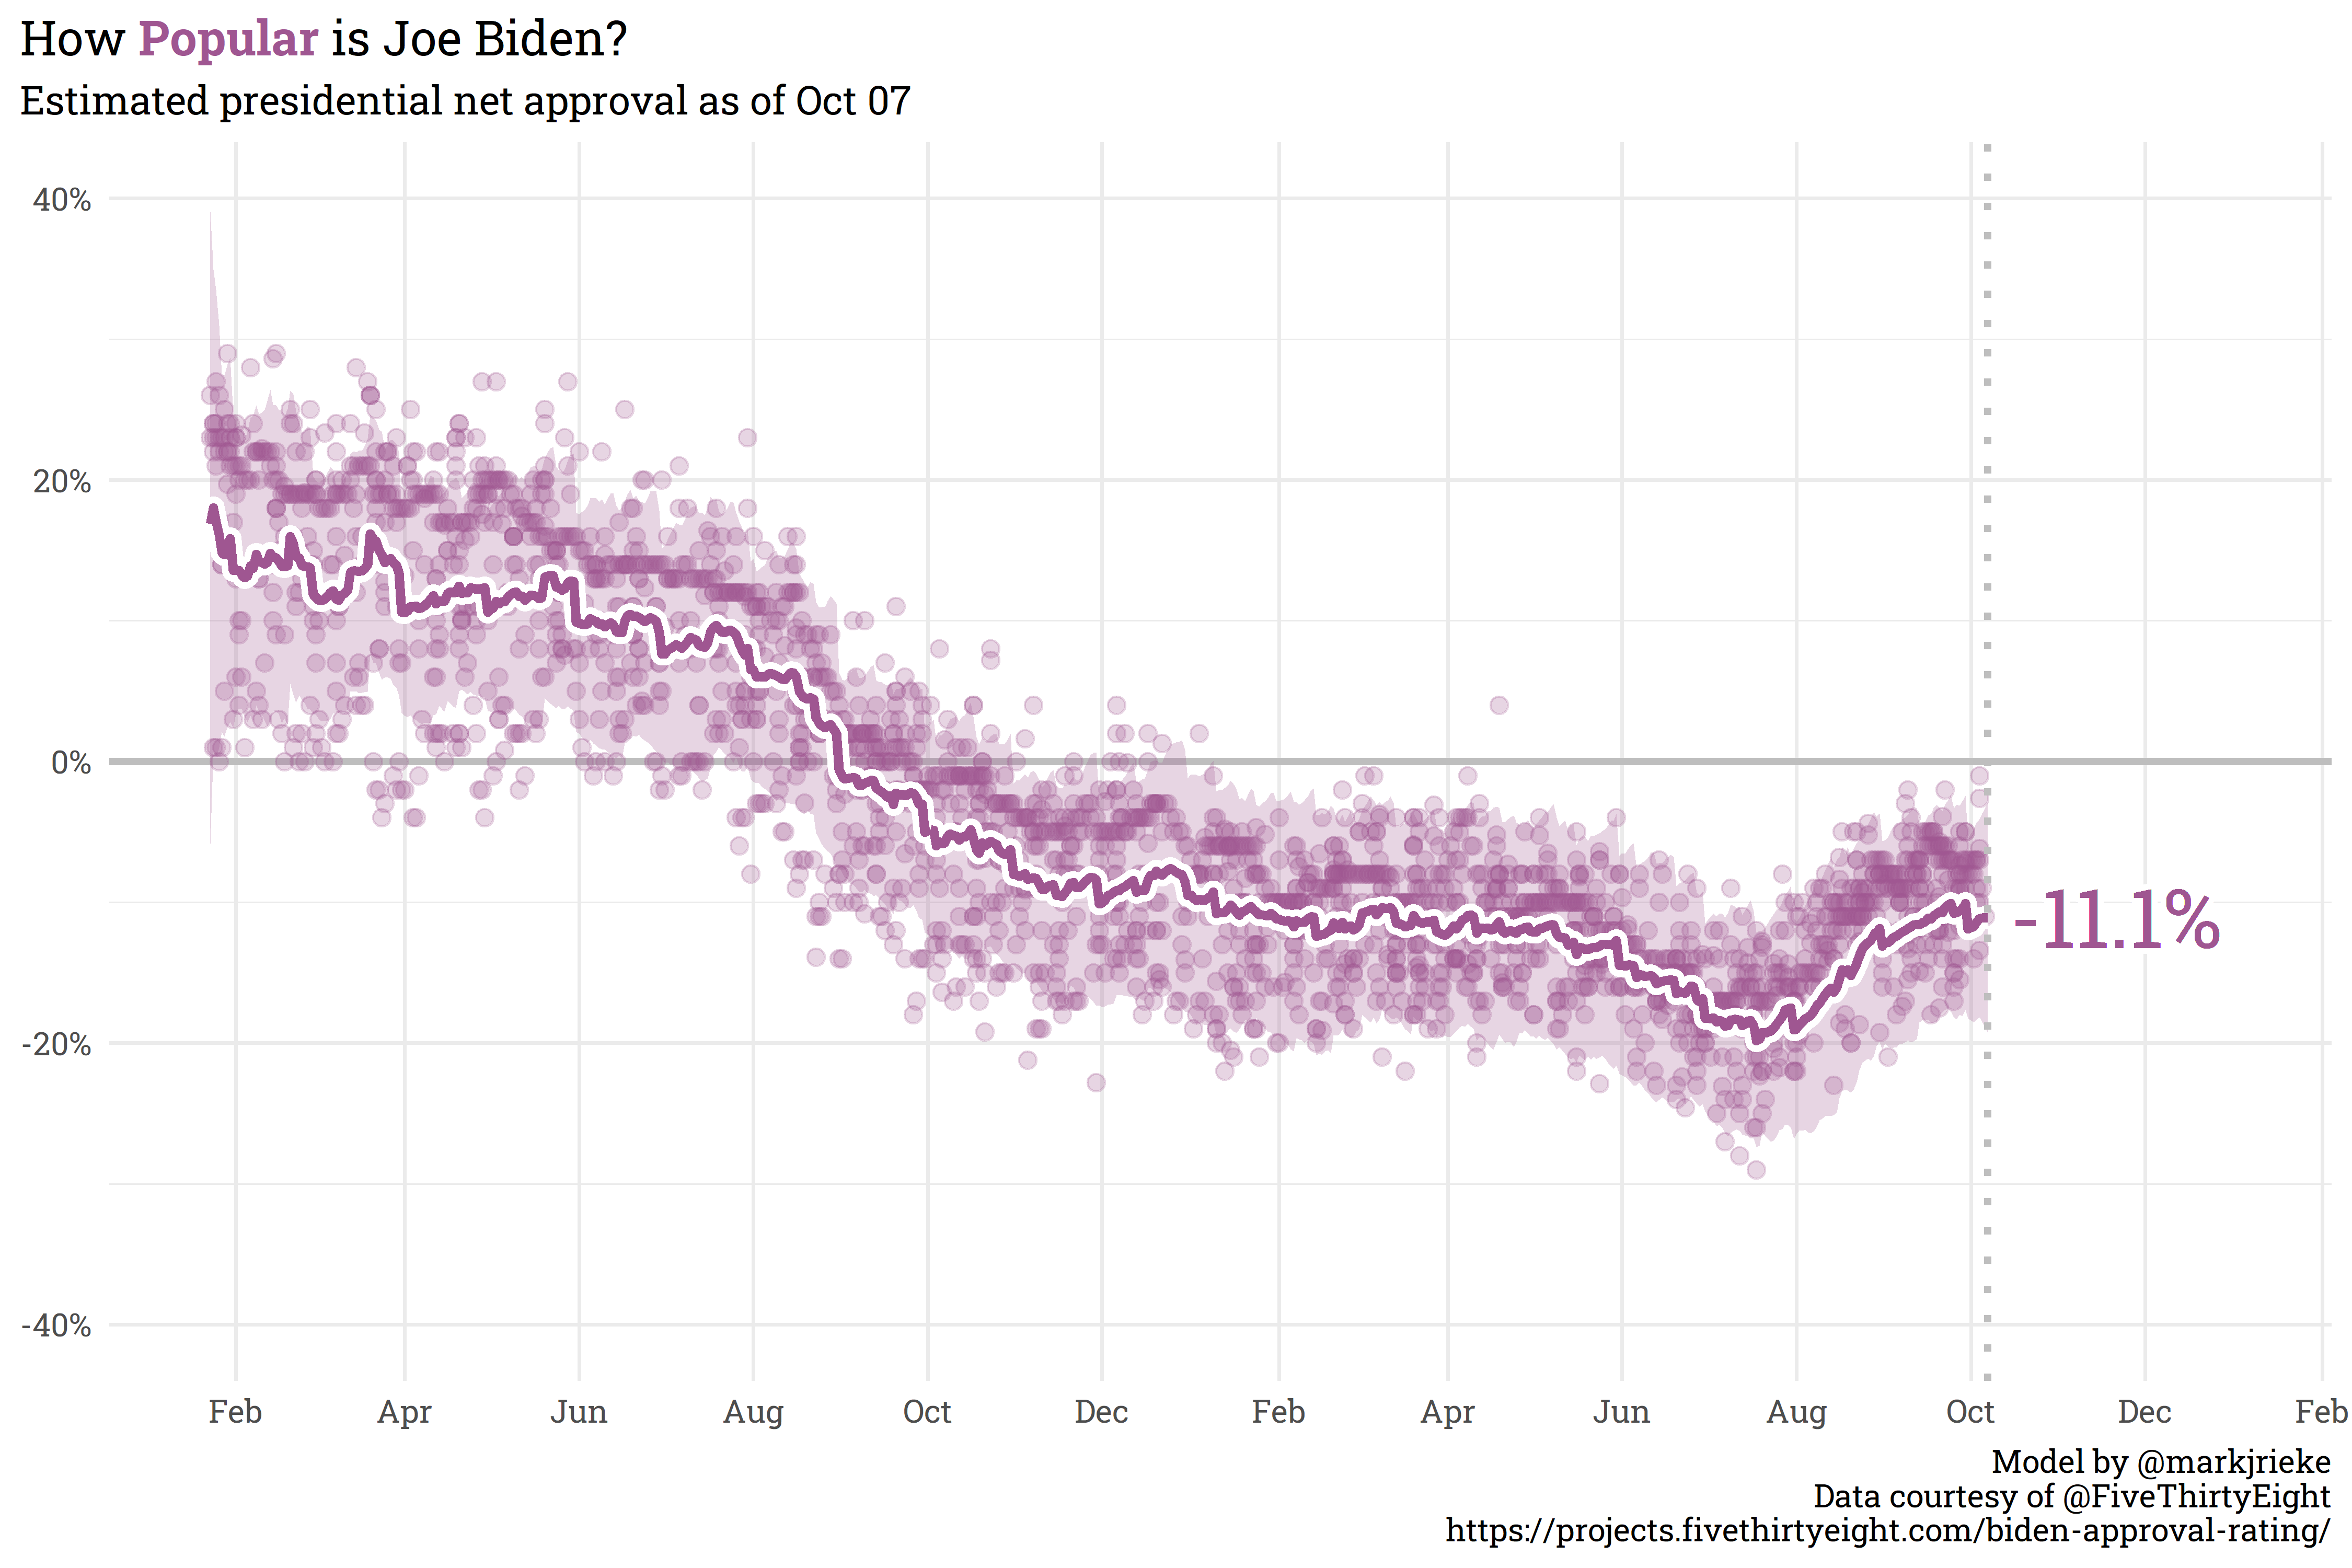 How Popular is Joe Biden?
Estimated presidential net approval as of Oct 07
40%
20%
0%
-20%
-40%
-11.1%
Feb Apr Jun Aug Oct Dec Feb Apr Jun Aug Oct Dec Feb
Model by @markjrieke
Data courtesy of @FiveThirtyEight
https://projects.fivethirtyeight.com/biden-approval-rating/